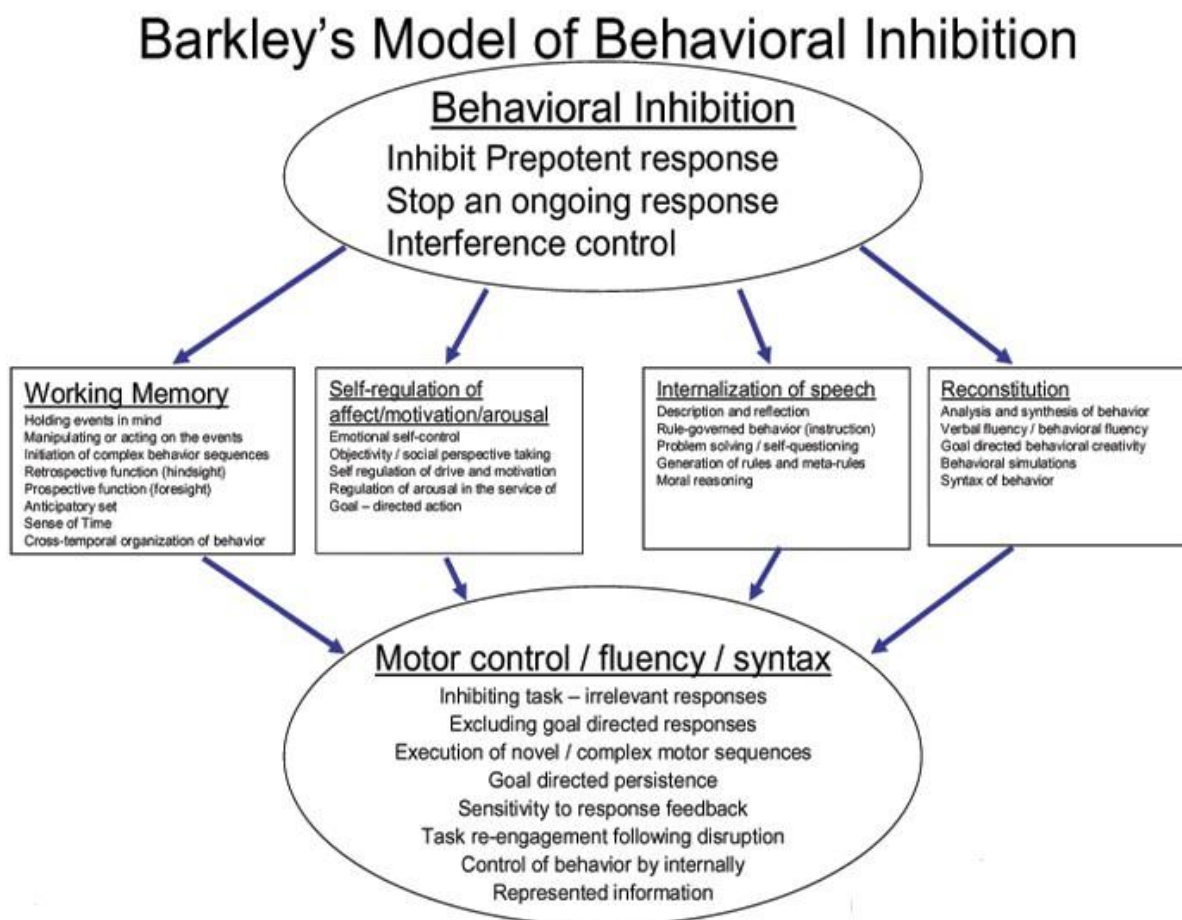 Barkley's Model of Behavioral Inhibition
Behavioral Inhibition
Inhibit Prepotent response
Stop an ongoing response
Interference control
Working Memory
Holding events in mind
Manipulating or acting on the events
Initiation of complex behavior sequences
Retrospective function (hindsight)
Prospective function (foresight)
Anticipatory set
Sense of Time
Cross-temporal organization of behavior
Self-regulation of
affect/motivation/arousal
Emotional self-control
Objectivity / social perspective taking
Self regulation of drive and motivation
Regulation of arousal in the service of
Goal – directed action
Internalization of speech
Description and reflection
Rule-governed behavior (instruction)
Problem solving / self-questioning
Generation of rules and meta-rules
Moral reasoning
Reconstitution
Analysis and synthesis of behavior
Verbal fluency / behavioral fluency
Goal directed behavioral creativity
Behavioral simulations
Syntax of behavior
Motor control / fluency / syntax
Inhibiting task – irrelevant responses
Excluding goal directed responses
Execution of novel / complex motor sequences
Goal directed persistence
Sensitivity to response feedback
Task re-engagement following disruption
Control of behavior by internally
Represented information